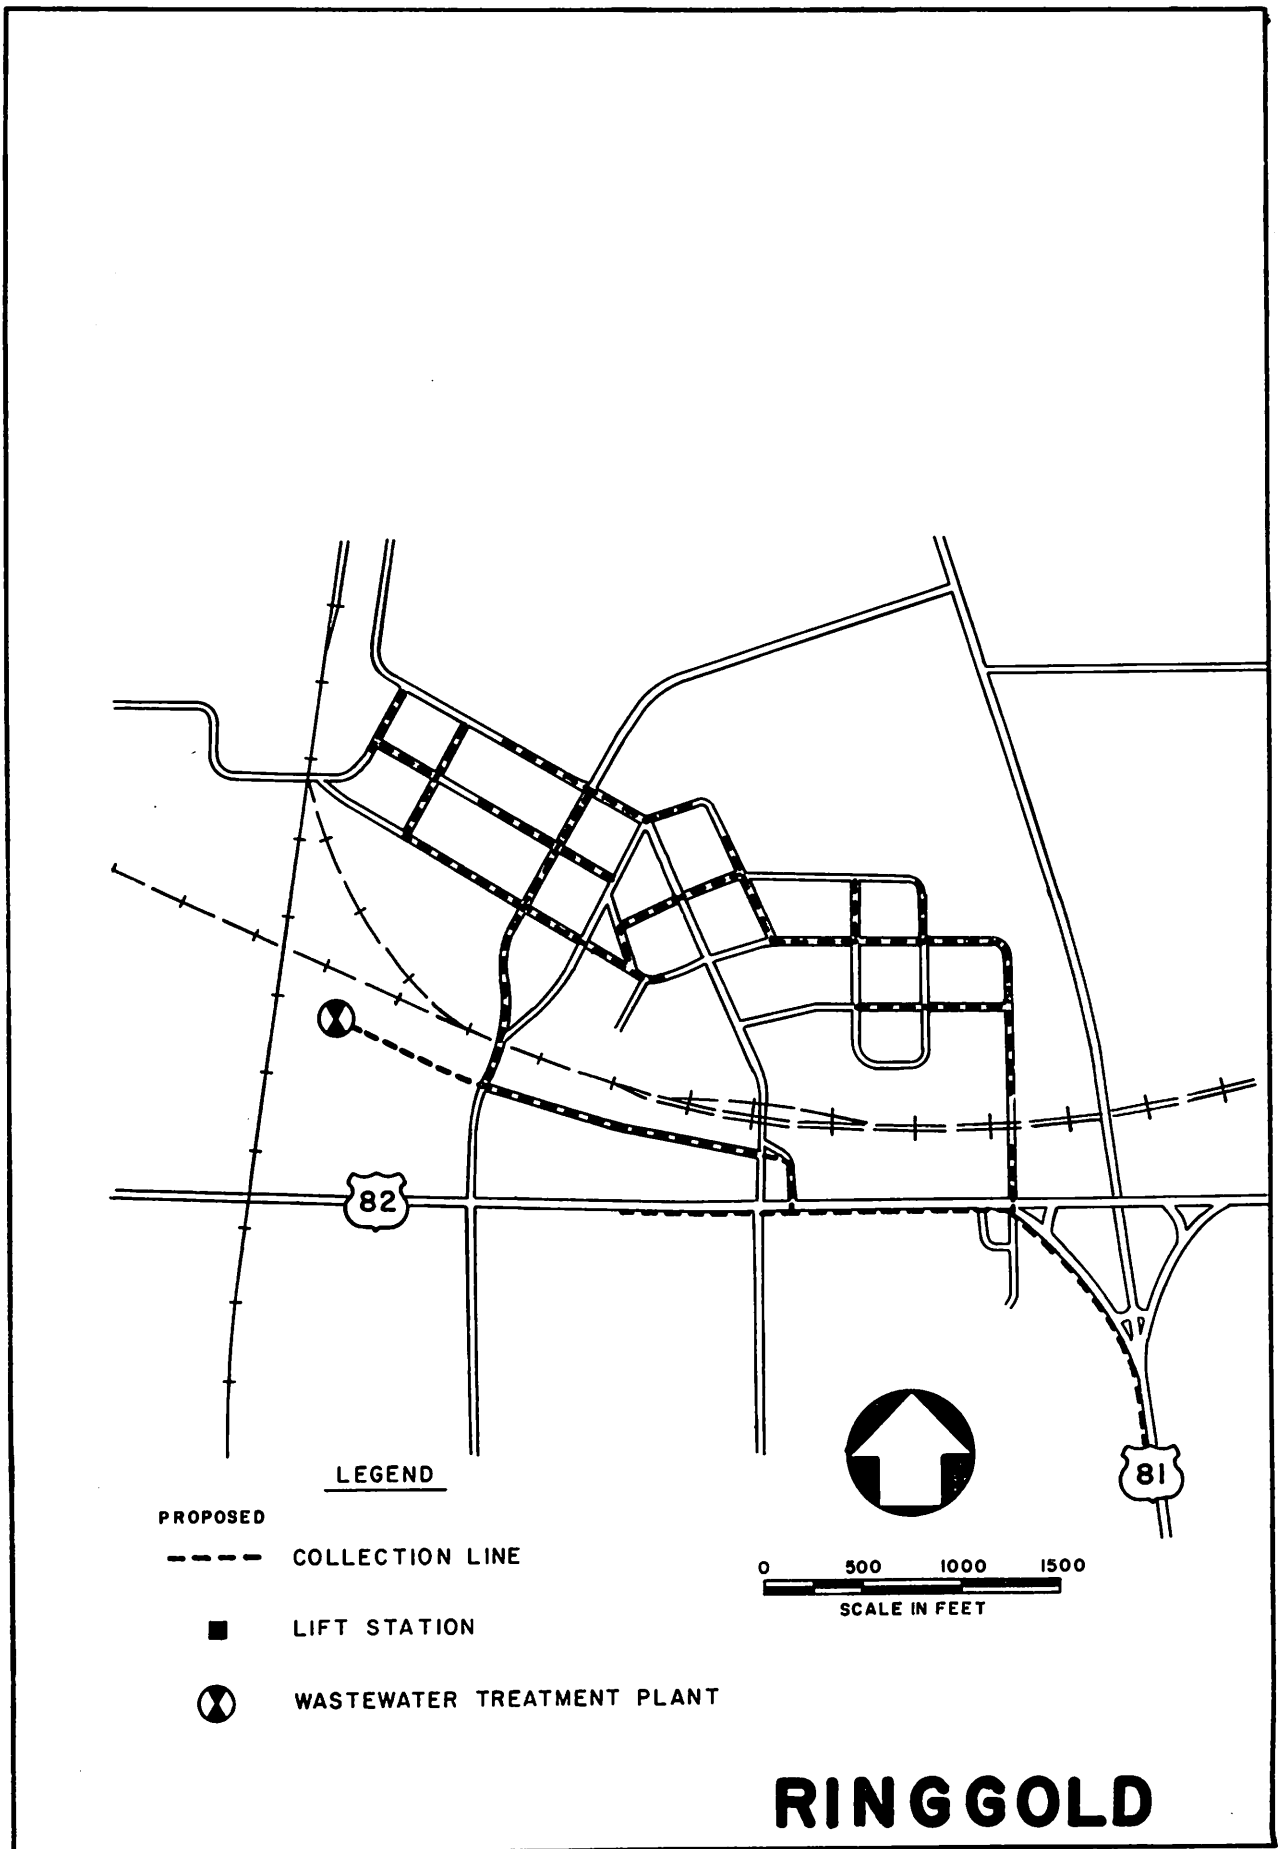 82
81
LEGEND
PROPOSED
COLLECTION LINE
LIFT STATION
WASTEWATER TREATMENT PLANT
0 500 1000 1500
SCALE IN FEET
RINGGOLD